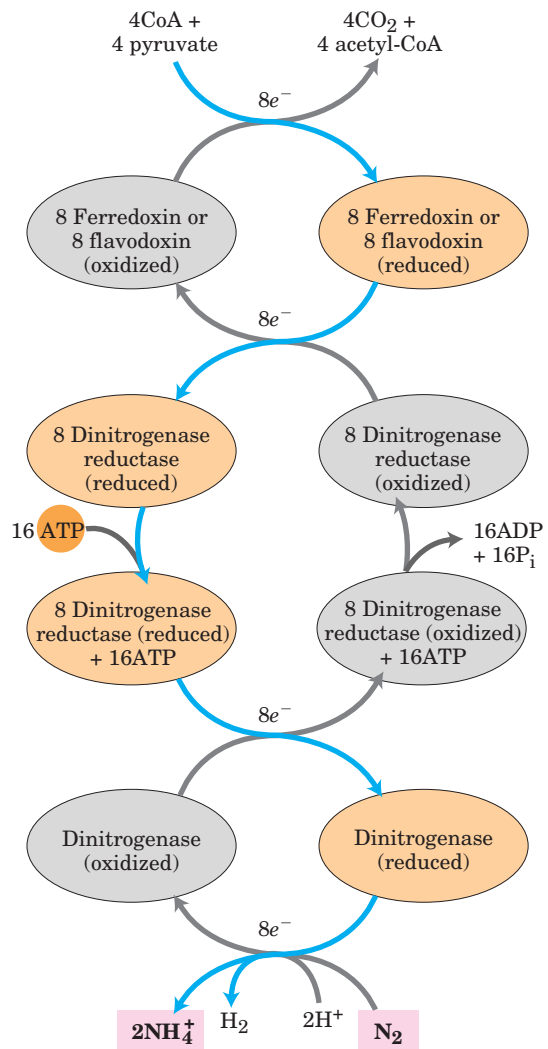 4CoA +
4 pyruvate
4CO₂ +
4 acetyl-CoA
8e⁻
8 Ferredoxin or
8 flavodoxin
(oxidized)
8 Ferredoxin or
8 flavodoxin
(reduced)
8e⁻
8 Dinitrogenase
reductase
(reduced)
8 Dinitrogenase
reductase
(oxidized)
16 ATP
16ADP
+ 16Pᵢ
8 Dinitrogenase
reductase (reduced)
+ 16ATP
8 Dinitrogenase
reductase (oxidized)
+ 16ATP
8e⁻
Dinitrogenase
(oxidized)
Dinitrogenase
(reduced)
8e⁻
2NH₄⁺
H₂
2H⁺
N₂